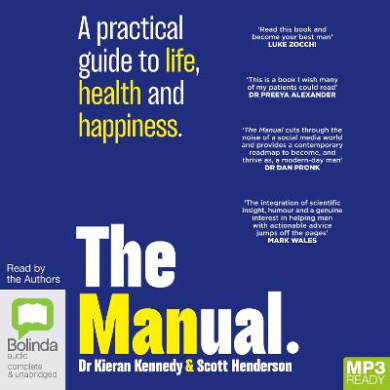 A practical
guide to life,
health and
happiness.
'Read this book and
become your best man'
LUKE ZOCCHI
'This is a book I wish many
of my patients could read'
DR PREEYA ALEXANDER
'The Manual cuts through the
noise of a social media world
and provides a contemporary
roadmap to become, and
thrive as, a modern-day man'
DR DAN PRONK
'The integration of scientific
insight, humour and a genuine
interest in helping men
with actionable advice
jumps off the pages'
MARK WALES
Read by
the Authors
Bolinda
audio
complete
& unabridged
The
Manual.
Dr Kieran Kennedy & Scott Henderson
MP3
READY